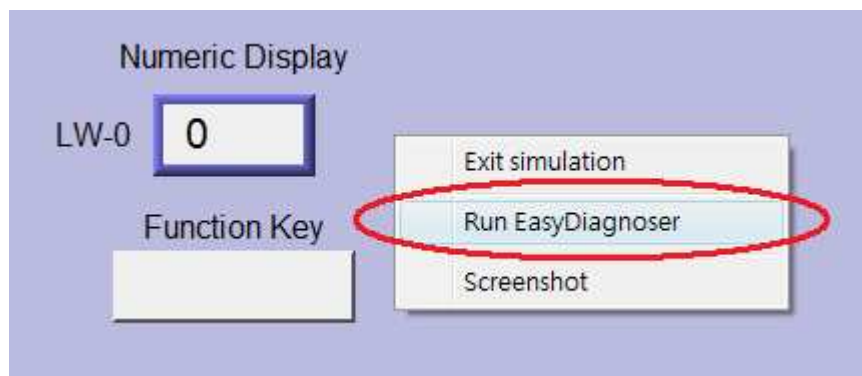 Numeric Display
LW-0
0
Function Key
Exit simulation
Run EasyDiagnoser
Screenshot